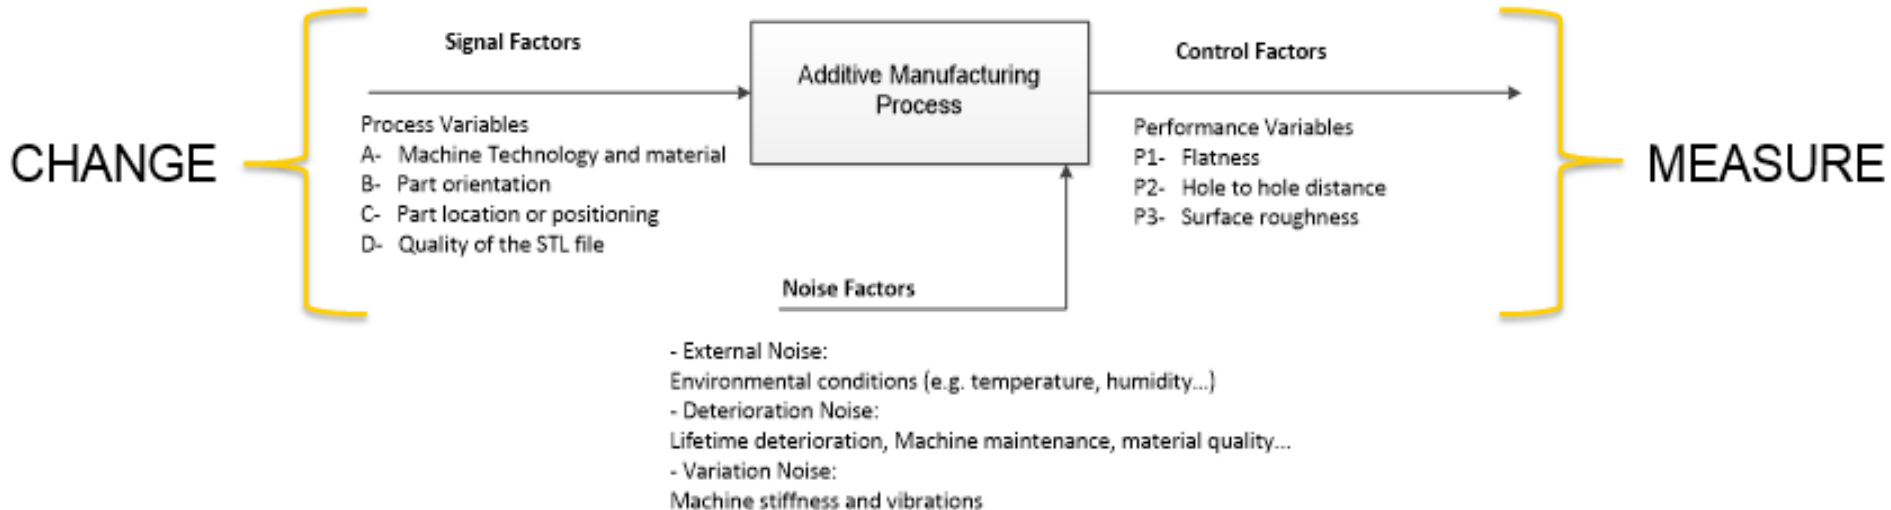 CHANGE
Signal Factors
Process Variables
A- Machine Technology and material
B- Part orientation
C- Part location or positioning
D- Quality of the STL file
Additive Manufacturing
Process
Noise Factors
- External Noise:
Environmental conditions (e.g. temperature, humidity...)
- Deterioration Noise:
Lifetime deterioration, Machine maintenance, material quality...
- Variation Noise:
Machine stiffness and vibrations
Control Factors
Performance Variables
P1- Flatness
P2- Hole to hole distance
P3- Surface roughness
MEASURE